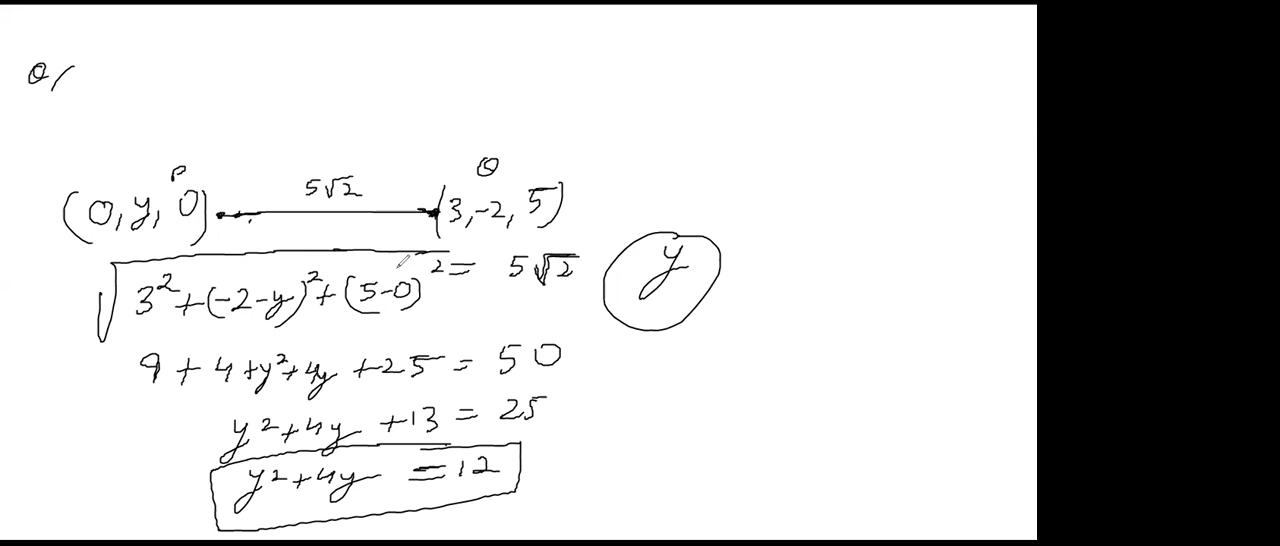 Q/
P Q
(0, y, 0) 5√2 (3, -2, 5)
√(3² + (-2-y)² + (5-0)²) = 5√2
y
9 + 4 + y² + 4y + 25 = 50
y² + 4y + 13 = 25
y² + 4y = 12